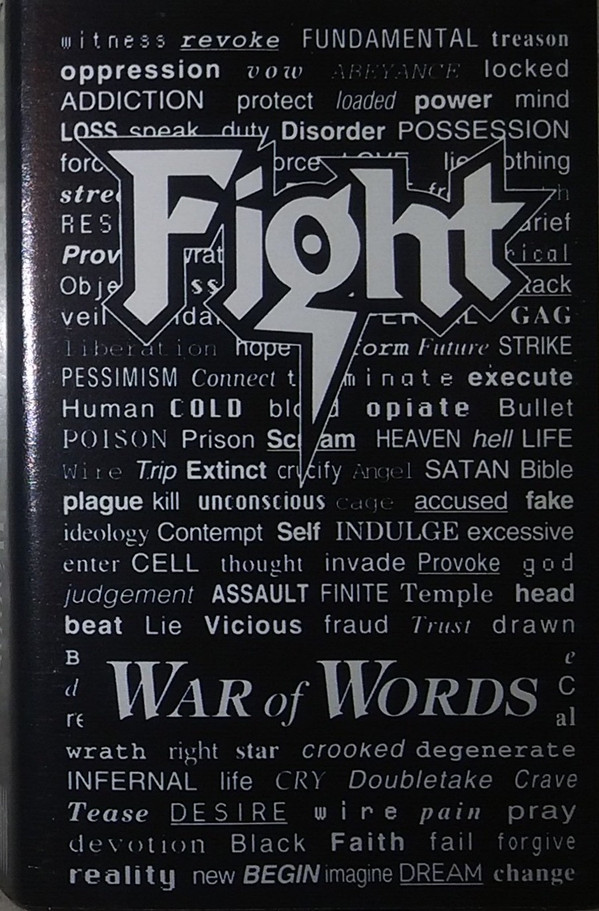 witness revoke FUNDAMENTAL treason
oppression vow ABEYANCE locked
ADDICTION protect loaded power mind
LOSS speak duty Disorder POSSESSION
Fight
veil GAG
liberation hope Future STRIKE
PESSIMISM Connect execute
Human COLD opiate Bullet
POISON Prison HEAVEN hell LIFE
Wire Trip Extinct crucify Angel SATAN Bible
plague kill unconscious cage accused fake
ideology Contempt Self INDULGE excessive
enter CELL thought invade Provoke god
judgement ASSAULT FINITE Temple head
beat Lie Vicious fraud Trust drawn
WAR of WORDS
wrath right star crooked degenerate
INFERNAL life CRY Doubletake Crave
Tease DESIRE wire pain pray
devotion Black Faith fail forgive
reality new BEGIN imagine DREAM change